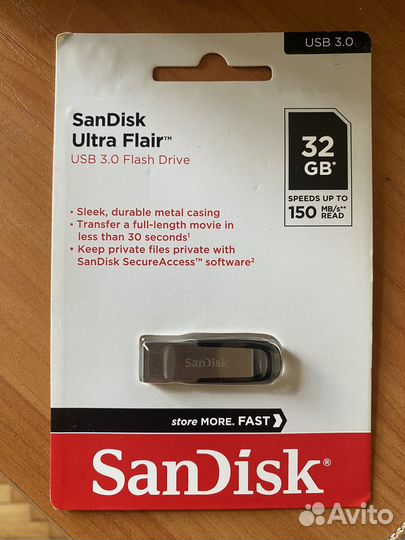 USB 3.0
SanDisk
Ultra Flair™
USB 3.0 Flash Drive
32
GB*
SPEEDS UP TO
150 MB/s** READ
• Sleek, durable metal casing
• Transfer a full-length movie in
less than 30 seconds¹
• Keep private files private with
SanDisk SecureAccess™ software²
SanDisk
store MORE. FAST
SanDisk®
Avito